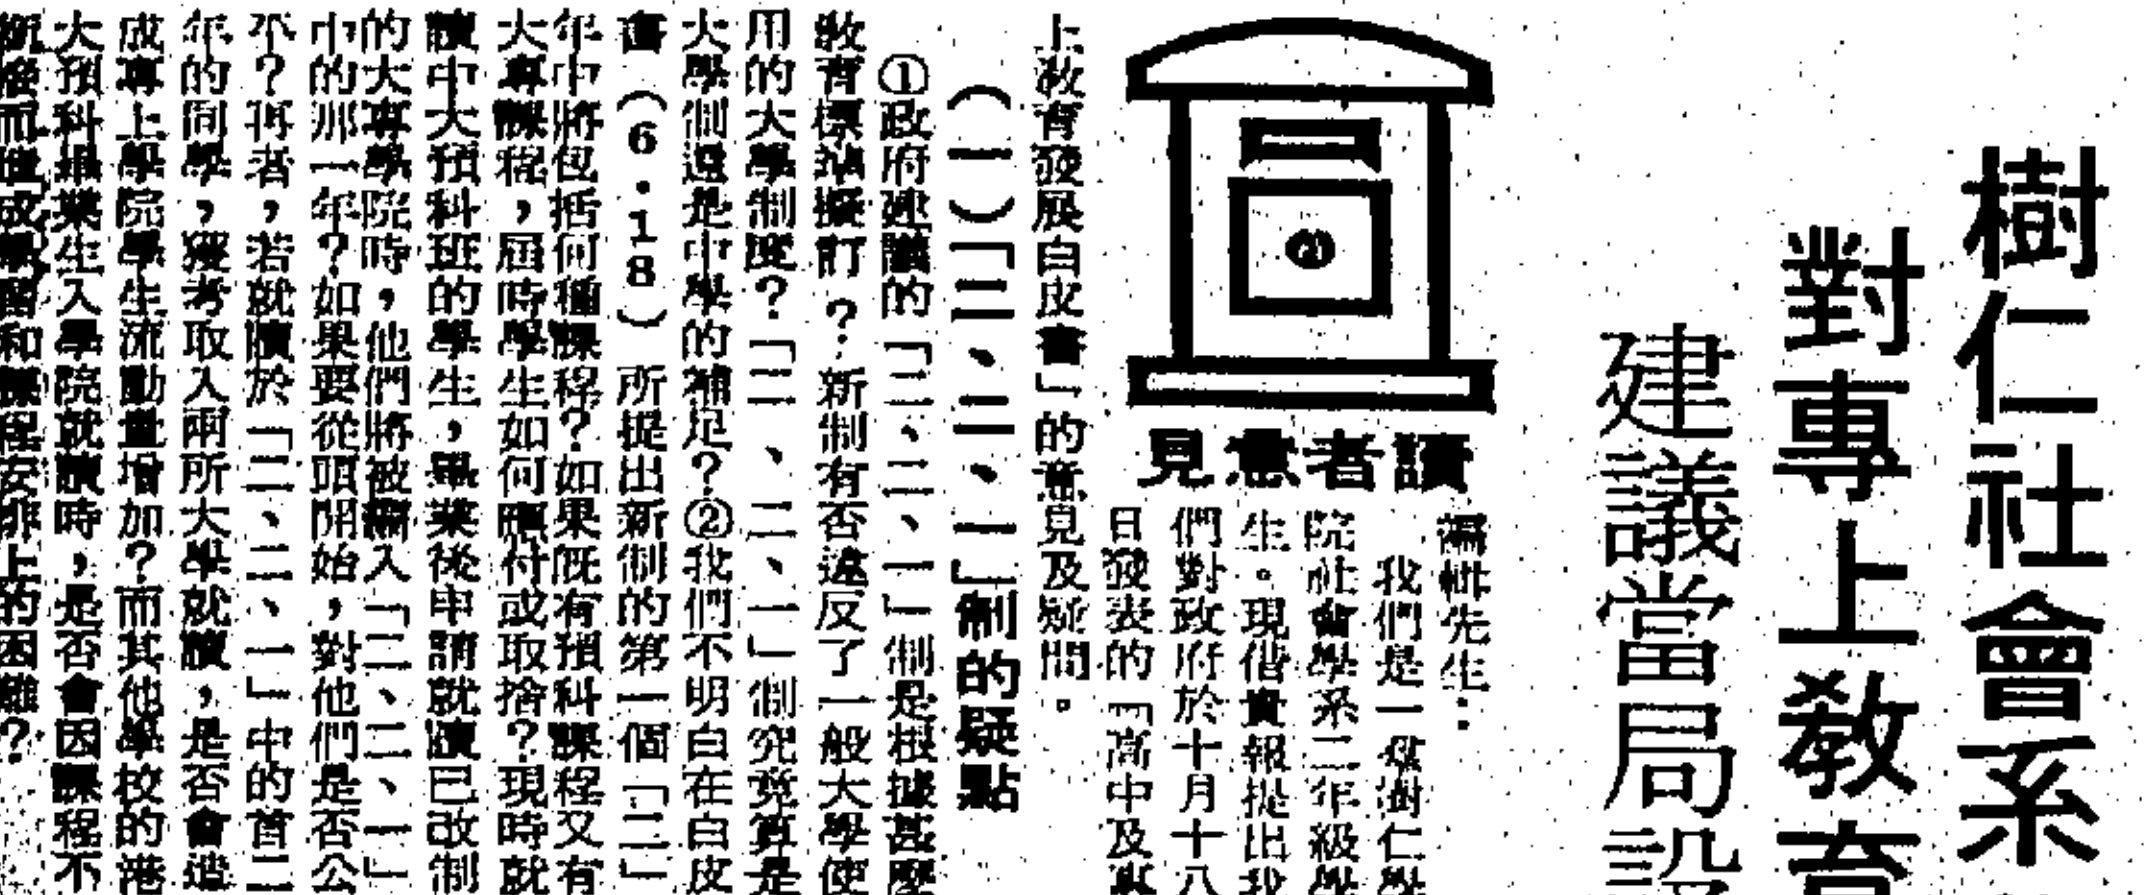 樹仁社會系
對專上教育
建議當局設
②
讀者意見
編輯先生：
我們是一羣樹仁學
院社會學系二年級學
生。現借貴報提出我
們對政府於十月十八
日發表的「高中及專
上教育發展白皮書」的意見及疑問。
（一）「二、二、一」制的疑點
①政府建議的「二、二、一」制是根據甚麼
教育標準擬訂？新制有否違反了一般大學使
用的大學制度？「二、二、一」制究竟算是
大學制還是中學的補足？②我們不明白在白皮
書（6．18）所提出新制的第一個「二」
年中將包括何種課程？如果既有預科課程又有
大專課程，屆時學生如何應付或取捨？現時就
讀中大預科班的學生，畢業後申請就讀已改制
的大專學院時，他們將被編入「二、二、一」
中的那一年？如果要從頭開始，對他們是否公
平？再者，若就讀於「二、二、一」中的首二
年的同學，獲考取入兩所大學就讀，是否會造
成專上學院學生流動量增加？而其他學校的港
大預科畢業生入學院就讀時，是否會因課程不
銜接而造成學習和課程安排上的困難？